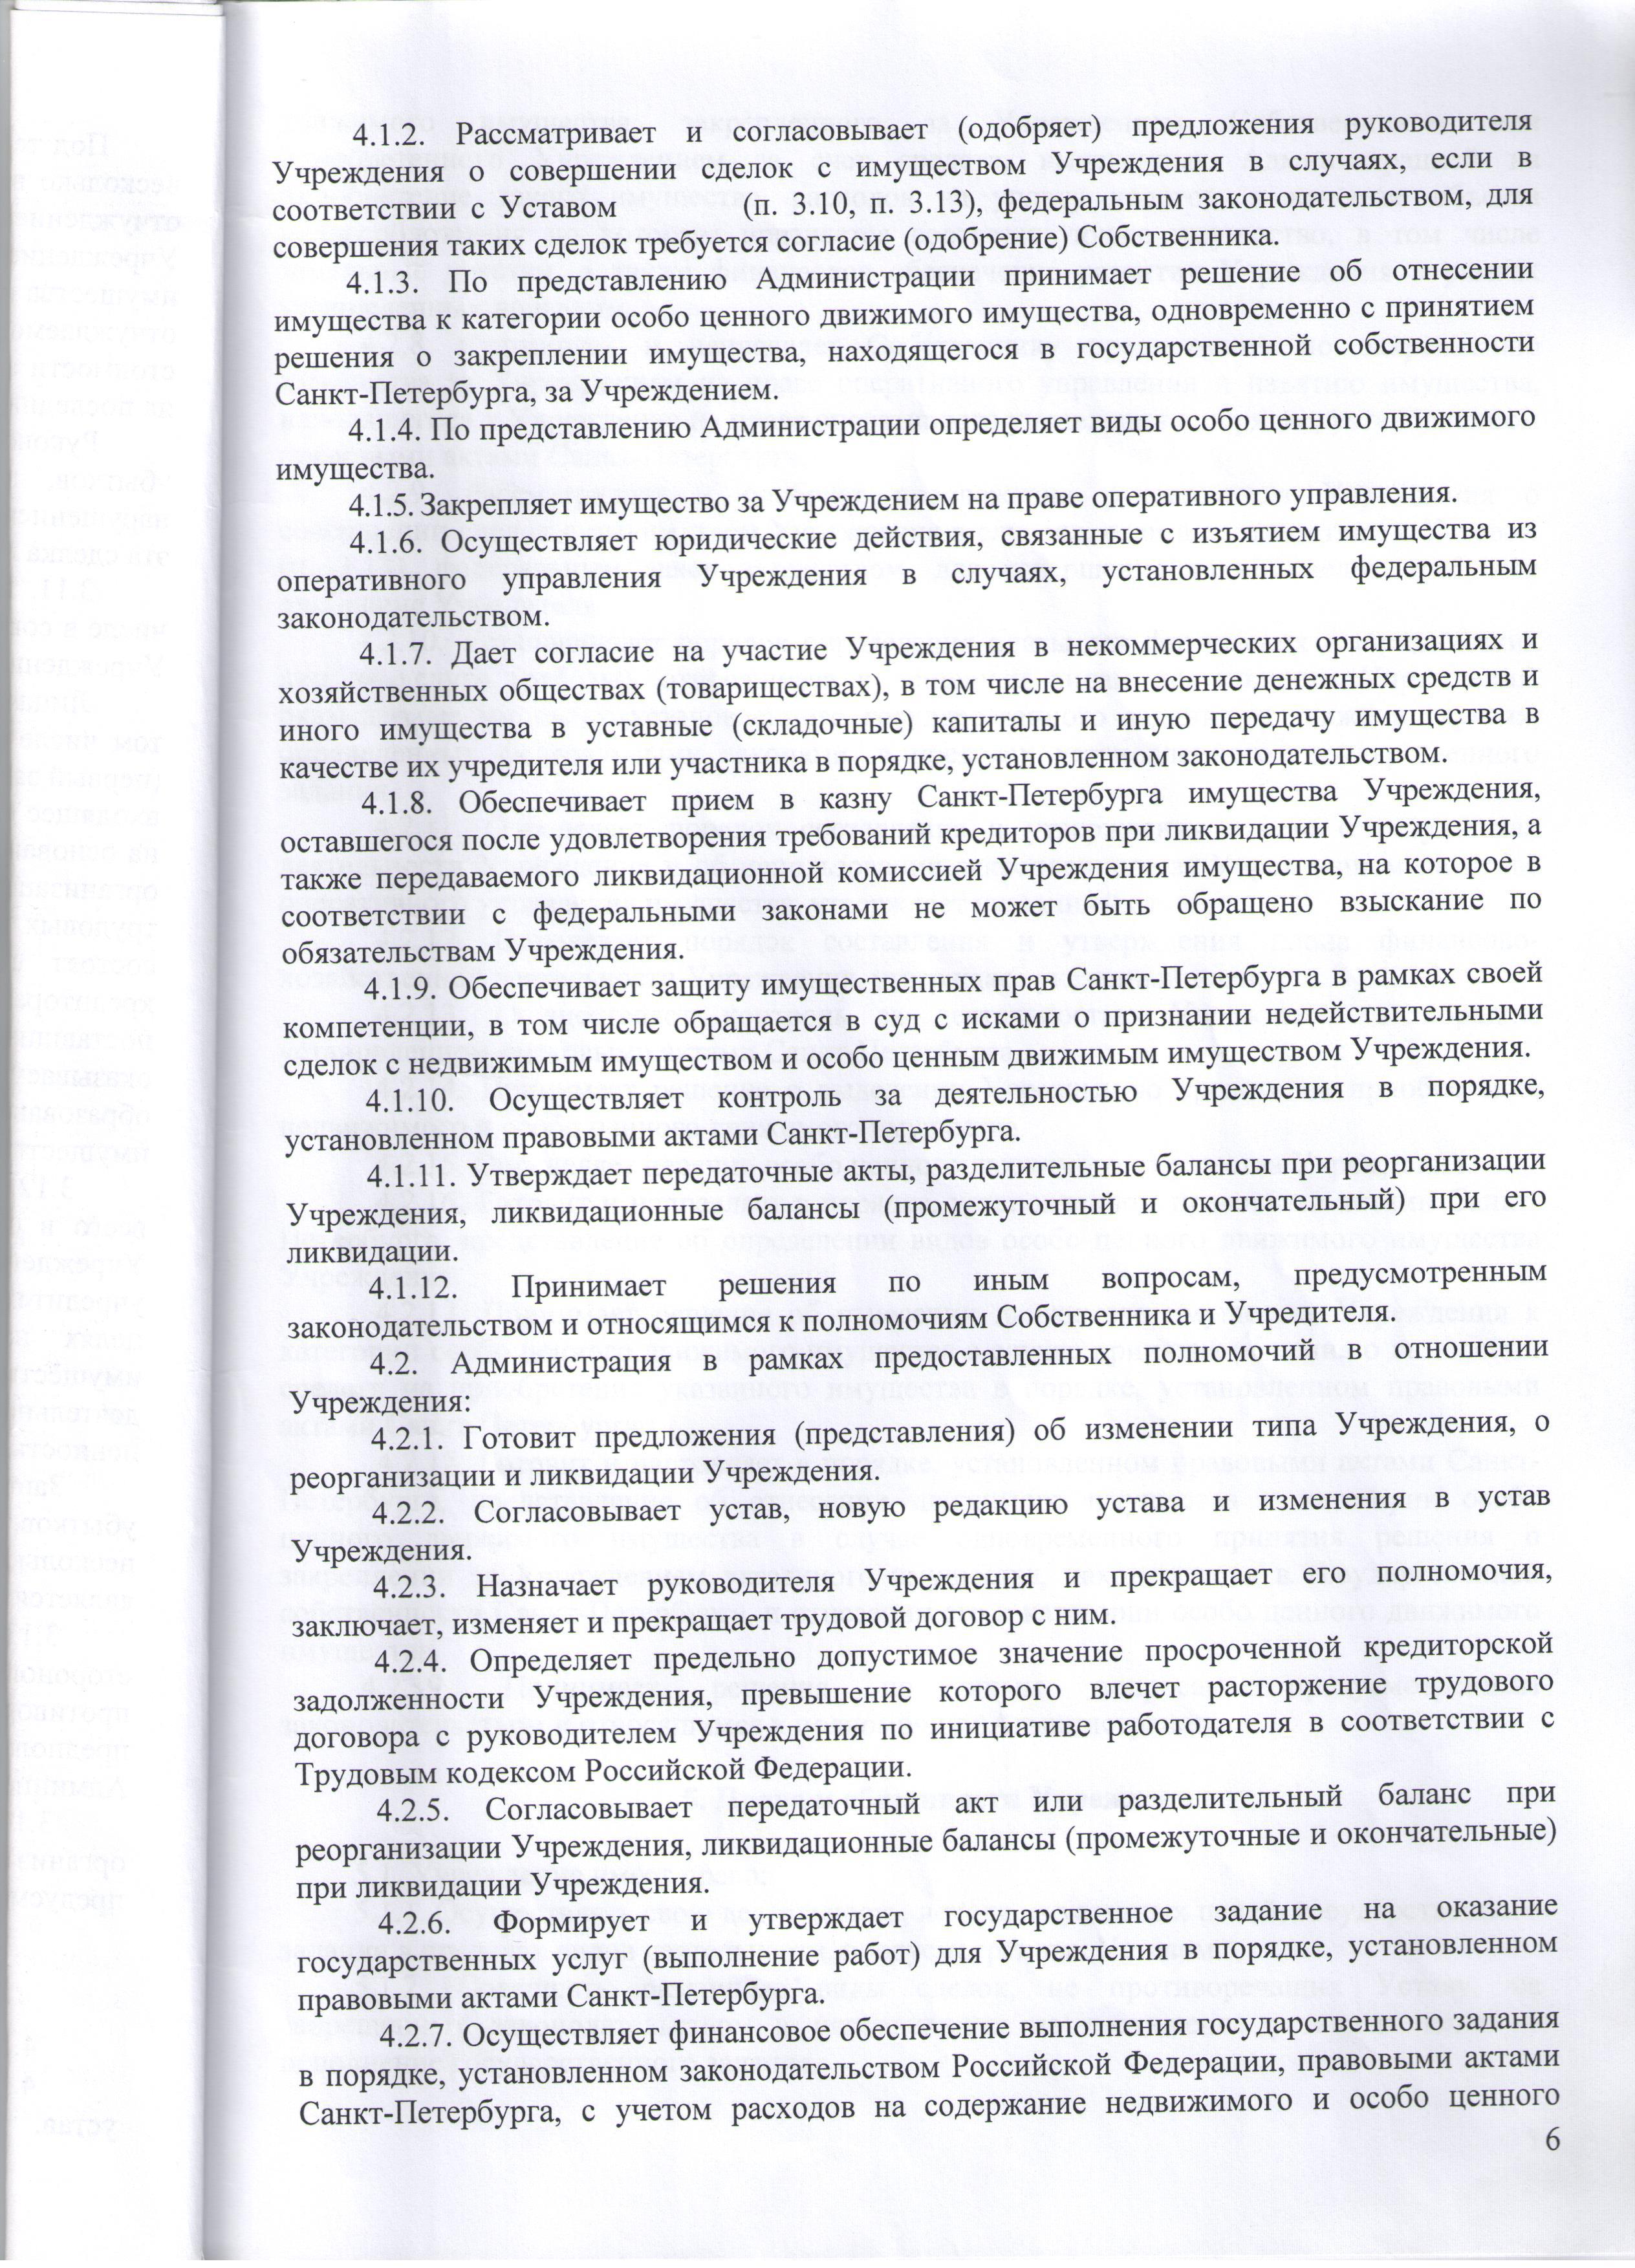 4.1.2. Рассматривает и согласовывает (одобряет) предложения руководителя
Учреждения о совершении сделок с имуществом Учреждения в случаях, если в
соответствии с Уставом (п. 3.10, п. 3.13), федеральным законодательством, для
совершения таких сделок требуется согласие (одобрение) Собственника.
4.1.3. По представлению Администрации принимает решение об отнесении
имущества к категории особо ценного движимого имущества, одновременно с принятием
решения о закреплении имущества, находящегося в государственной собственности
Санкт-Петербурга, за Учреждением.
4.1.4. По представлению Администрации определяет виды особо ценного движимого
имущества.
4.1.5. Закрепляет имущество за Учреждением на праве оперативного управления.
4.1.6. Осуществляет юридические действия, связанные с изъятием имущества из
оперативного управления Учреждения в случаях, установленных федеральным
законодательством.
4.1.7. Дает согласие на участие Учреждения в некоммерческих организациях и
хозяйственных обществах (товариществах), в том числе на внесение денежных средств и
иного имущества в уставные (складочные) капиталы и иную передачу имущества в
качестве их учредителя или участника в порядке, установленном законодательством.
4.1.8. Обеспечивает прием в казну Санкт-Петербурга имущества Учреждения,
оставшегося после удовлетворения требований кредиторов при ликвидации Учреждения, а
также передаваемого ликвидационной комиссией Учреждения имущества, на которое в
соответствии с федеральными законами не может быть обращено взыскание по
обязательствам Учреждения.
4.1.9. Обеспечивает защиту имущественных прав Санкт-Петербурга в рамках своей
компетенции, в том числе обращается в суд с исками о признании недействительными
сделок с недвижимым имуществом и особо ценным движимым имуществом Учреждения.
4.1.10. Осуществляет контроль за деятельностью Учреждения в порядке,
установленном правовыми актами Санкт-Петербурга.
4.1.11. Утверждает передаточные акты, разделительные балансы при реорганизации
Учреждения, ликвидационные балансы (промежуточный и окончательный) при его
ликвидации.
4.1.12. Принимает решения по иным вопросам, предусмотренным
законодательством и относящимся к полномочиям Собственника и Учредителя.
4.2. Администрация в рамках предоставленных полномочий в отношении
Учреждения:
4.2.1. Готовит предложения (представления) об изменении типа Учреждения, о
реорганизации и ликвидации Учреждения.
4.2.2. Согласовывает устав, новую редакцию устава и изменения в устав
Учреждения.
4.2.3. Назначает руководителя Учреждения и прекращает его полномочия,
заключает, изменяет и прекращает трудовой договор с ним.
4.2.4. Определяет предельно допустимое значение просроченной кредиторской
задолженности Учреждения, превышение которого влечет расторжение трудового
договора с руководителем Учреждения по инициативе работодателя в соответствии с
Трудовым кодексом Российской Федерации.
4.2.5. Согласовывает передаточный акт или разделительный баланс при
реорганизации Учреждения, ликвидационные балансы (промежуточные и окончательные)
при ликвидации Учреждения.
4.2.6. Формирует и утверждает государственное задание на оказание
государственных услуг (выполнение работ) для Учреждения в порядке, установленном
правовыми актами Санкт-Петербурга.
4.2.7. Осуществляет финансовое обеспечение выполнения государственного задания
в порядке, установленном законодательством Российской Федерации, правовыми актами
Санкт-Петербурга, с учетом расходов на содержание недвижимого и особо ценного
6